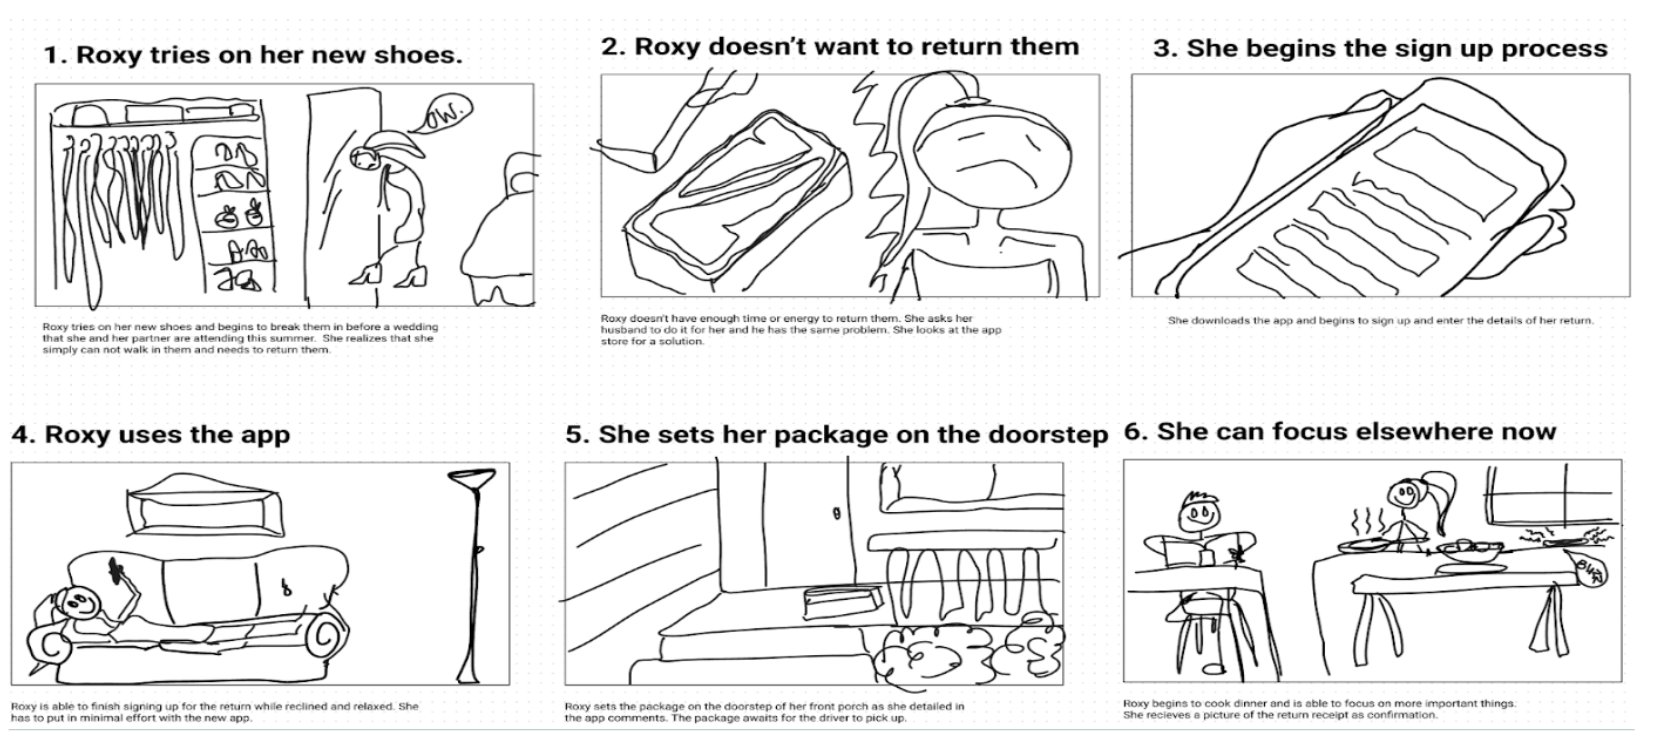 1. Roxy tries on her new shoes.
OW.
Roxy tries on her new shoes and begins to break them in before a wedding
that she and her partner are attending this summer. She realizes that she
simply can not walk in them and needs to return them.
2. Roxy doesn't want to return them
Roxy doesn't have enough time or energy to return them. She asks her
husband to do it for her and he has the same problem. She looks at the app
store for a solution.
3. She begins the sign up process
She downloads the app and begins to sign up and enter the details of her return.
4. Roxy uses the app
Roxy is able to finish signing up for the return while reclined and relaxed. She
has to put in minimal effort with the new app.
5. She sets her package on the doorstep
Roxy sets the package on the doorstep of her front porch as she detailed in
the app comments. The package awaits for the driver to pick up.
6. She can focus elsewhere now
Roxy begins to cook dinner and is able to focus on more important things.
She recieves a picture of the return receipt as confirmation.